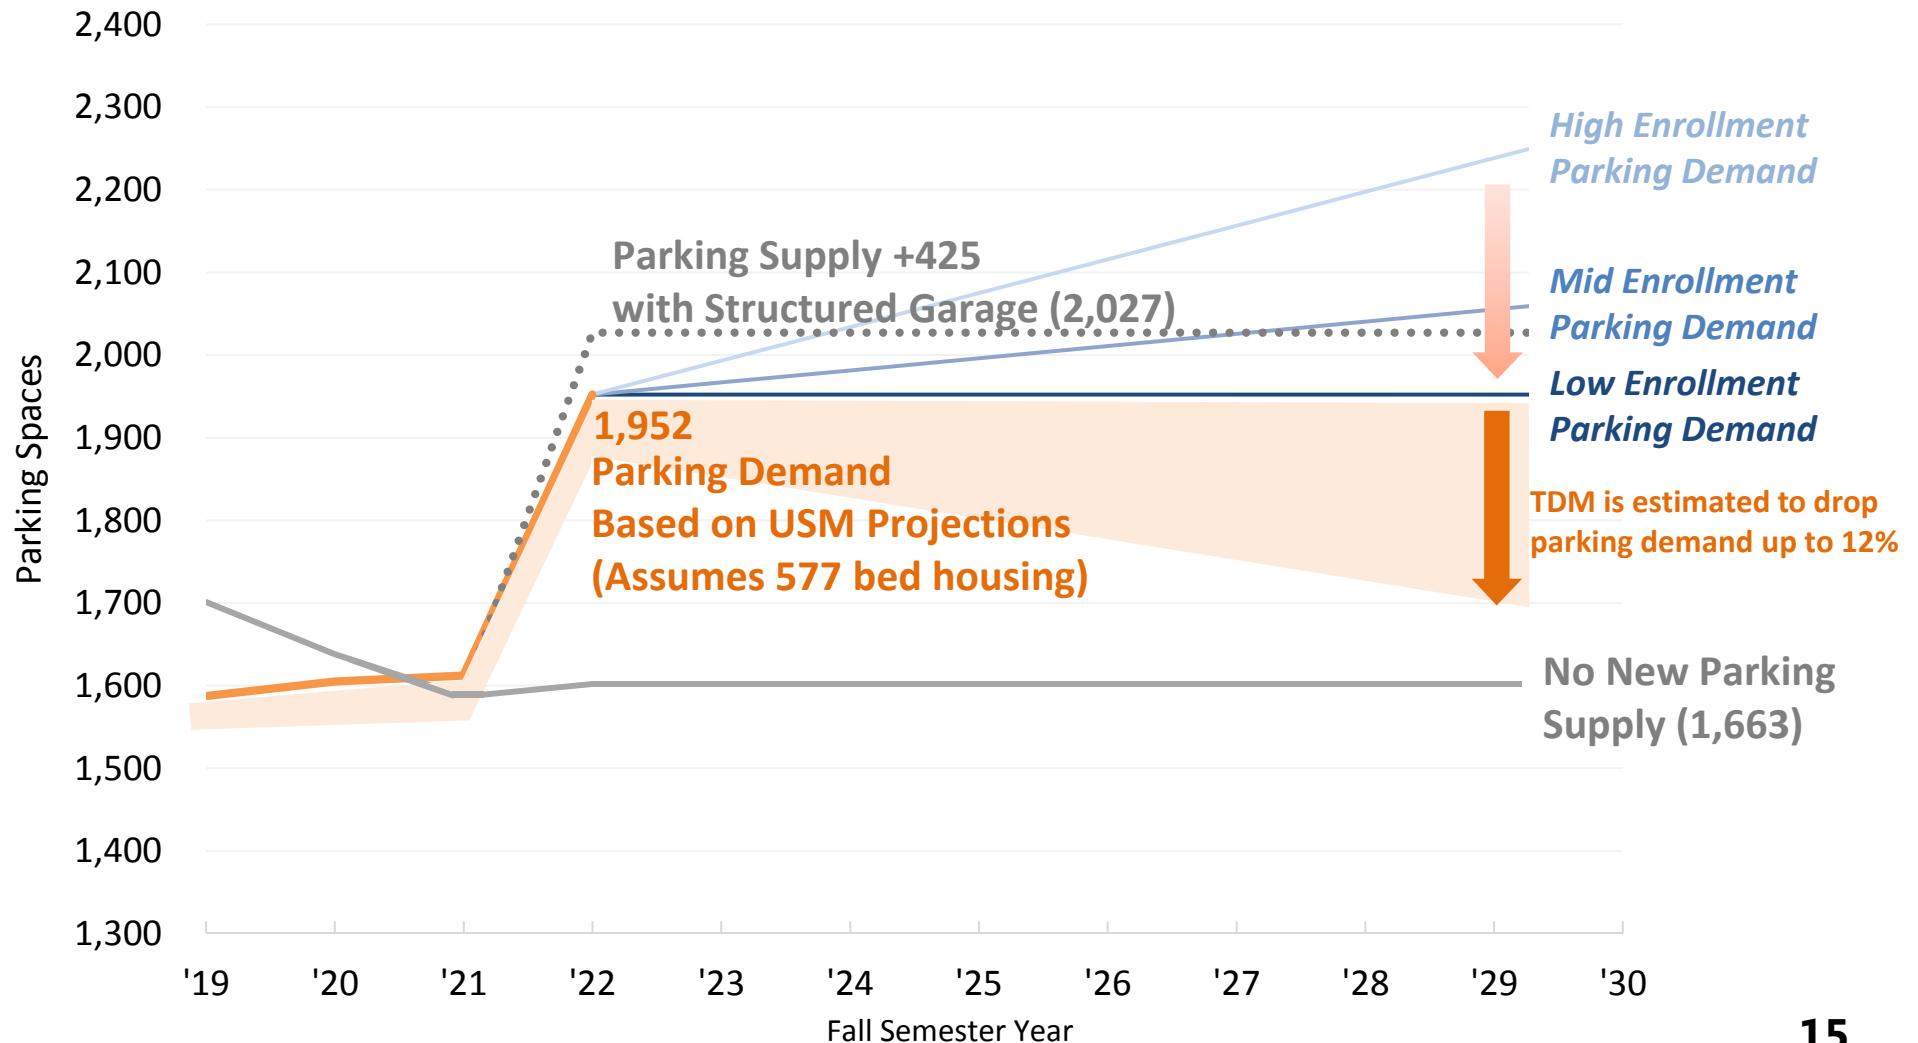 2,400
2,300
2,200
2,100
2,000
1,900
1,800
1,700
1,600
1,500
1,400
1,300
Parking Spaces
High Enrollment
Parking Demand
Parking Supply +425
with Structured Garage (2,027)
Mid Enrollment
Parking Demand
Low Enrollment
Parking Demand
1,952
Parking Demand
Based on USM Projections
(Assumes 577 bed housing)
TDM is estimated to drop
parking demand up to 12%
No New Parking
Supply (1,663)
'19 '20 '21 '22 '23 '24 '25 '26 '27 '28 '29 '30
Fall Semester Year
15